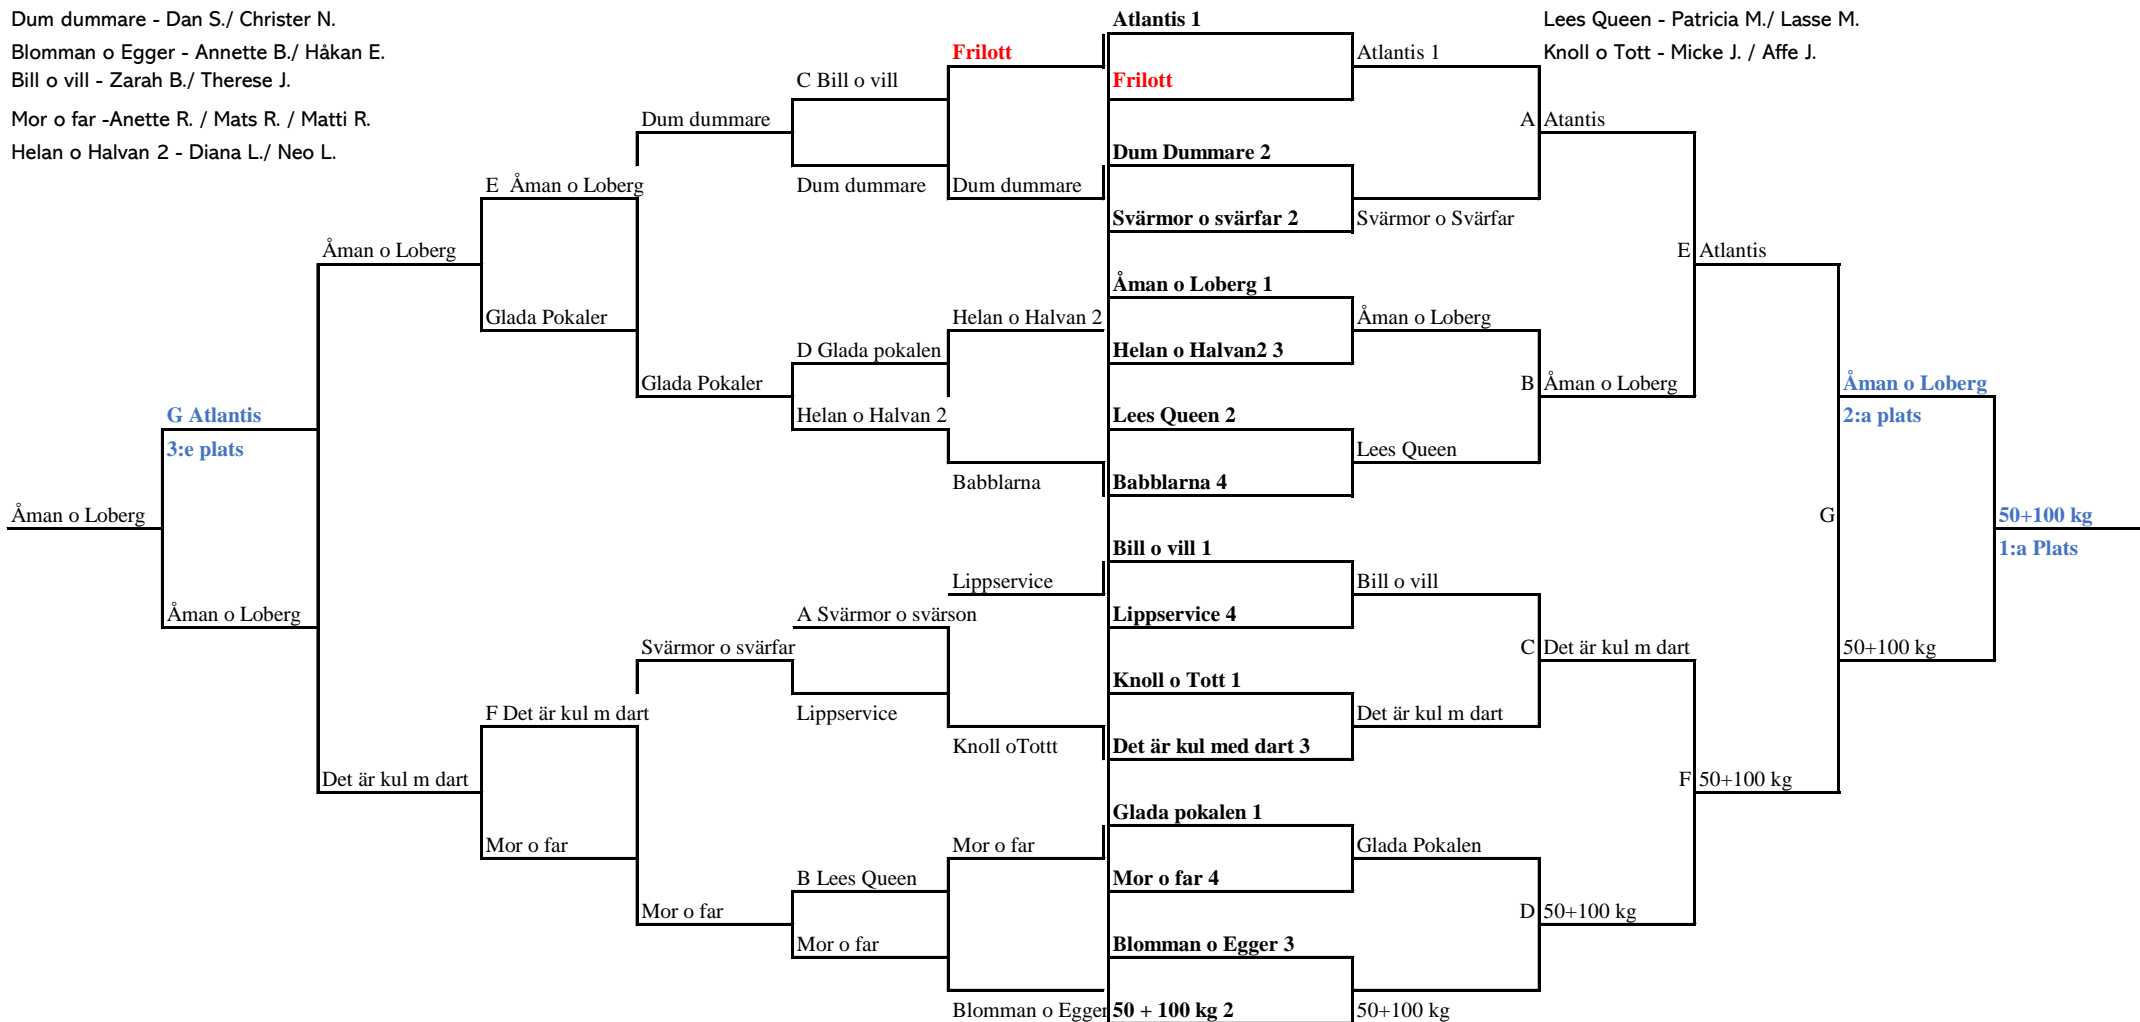 Dum dummare - Dan S./ Christer N.
Blomman o Egger - Annette B./ Håkan E.
Bill o vill - Zarah B./ Therese J.
Mor o far -Anette R. / Mats R. / Matti R.
Helan o Halvan 2 - Diana L./ Neo L.
Lees Queen - Patricia M./ Lasse M.
Knoll o Tott - Micke J. / Affe J.
Åman o Loberg
G Atlantis
3:e plats
Åman o Loberg
Åman o Loberg
Det är kul m dart
E Åman o Loberg
Glada Pokaler
F Det är kul m dart
Mor o far
Dum dummare
Glada Pokaler
Svärmor o svärfar
Mor o far
C Bill o vill
Dum dummare
D Glada pokalen
Helan o Halvan 2
A Svärmor o svärson
Lippservice
B Lees Queen
Mor o far
Frilott
Dum dummare
Helan o Halvan 2
Babblarna
Lippservice
Knoll oTottt
Mor o far
Blomman o Egger
Atlantis 1
Frilott
Dum Dummare 2
Svärmor o svärfar 2
Åman o Loberg 1
Helan o Halvan2 3
Lees Queen 2
Babblarna 4
Bill o vill 1
Lippservice 4
Knoll o Tott 1
Det är kul med dart 3
Glada pokalen 1
Mor o far 4
Blomman o Egger 3
50 + 100 kg 2
Atlantis 1
Svärmor o Svärfar
Åman o Loberg
Lees Queen
Bill o vill
Det är kul m dart
Glada Pokalen
50+100 kg
A Atantis
B Åman o Loberg
C Det är kul m dart
D 50+100 kg
E Atlantis
F 50+100 kg
G
Åman o Loberg
2:a plats
50+100 kg
50+100 kg
1:a Plats